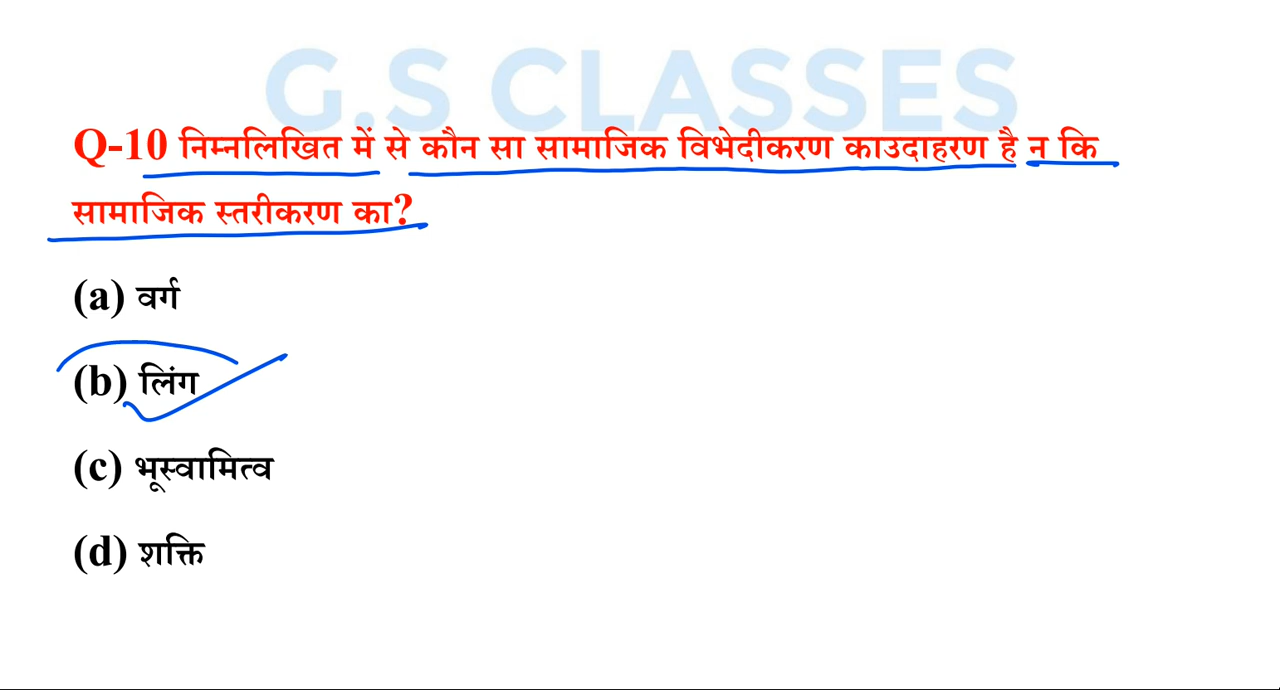 G.S CLASSES
Q-10 निम्नलिखित में से कौन सा सामाजिक विभेदीकरण काउदाहरण है न कि
सामाजिक स्तरीकरण का?
(a) वर्ग
(b) लिंग
(c) भूस्वामित्व
(d) शक्ति